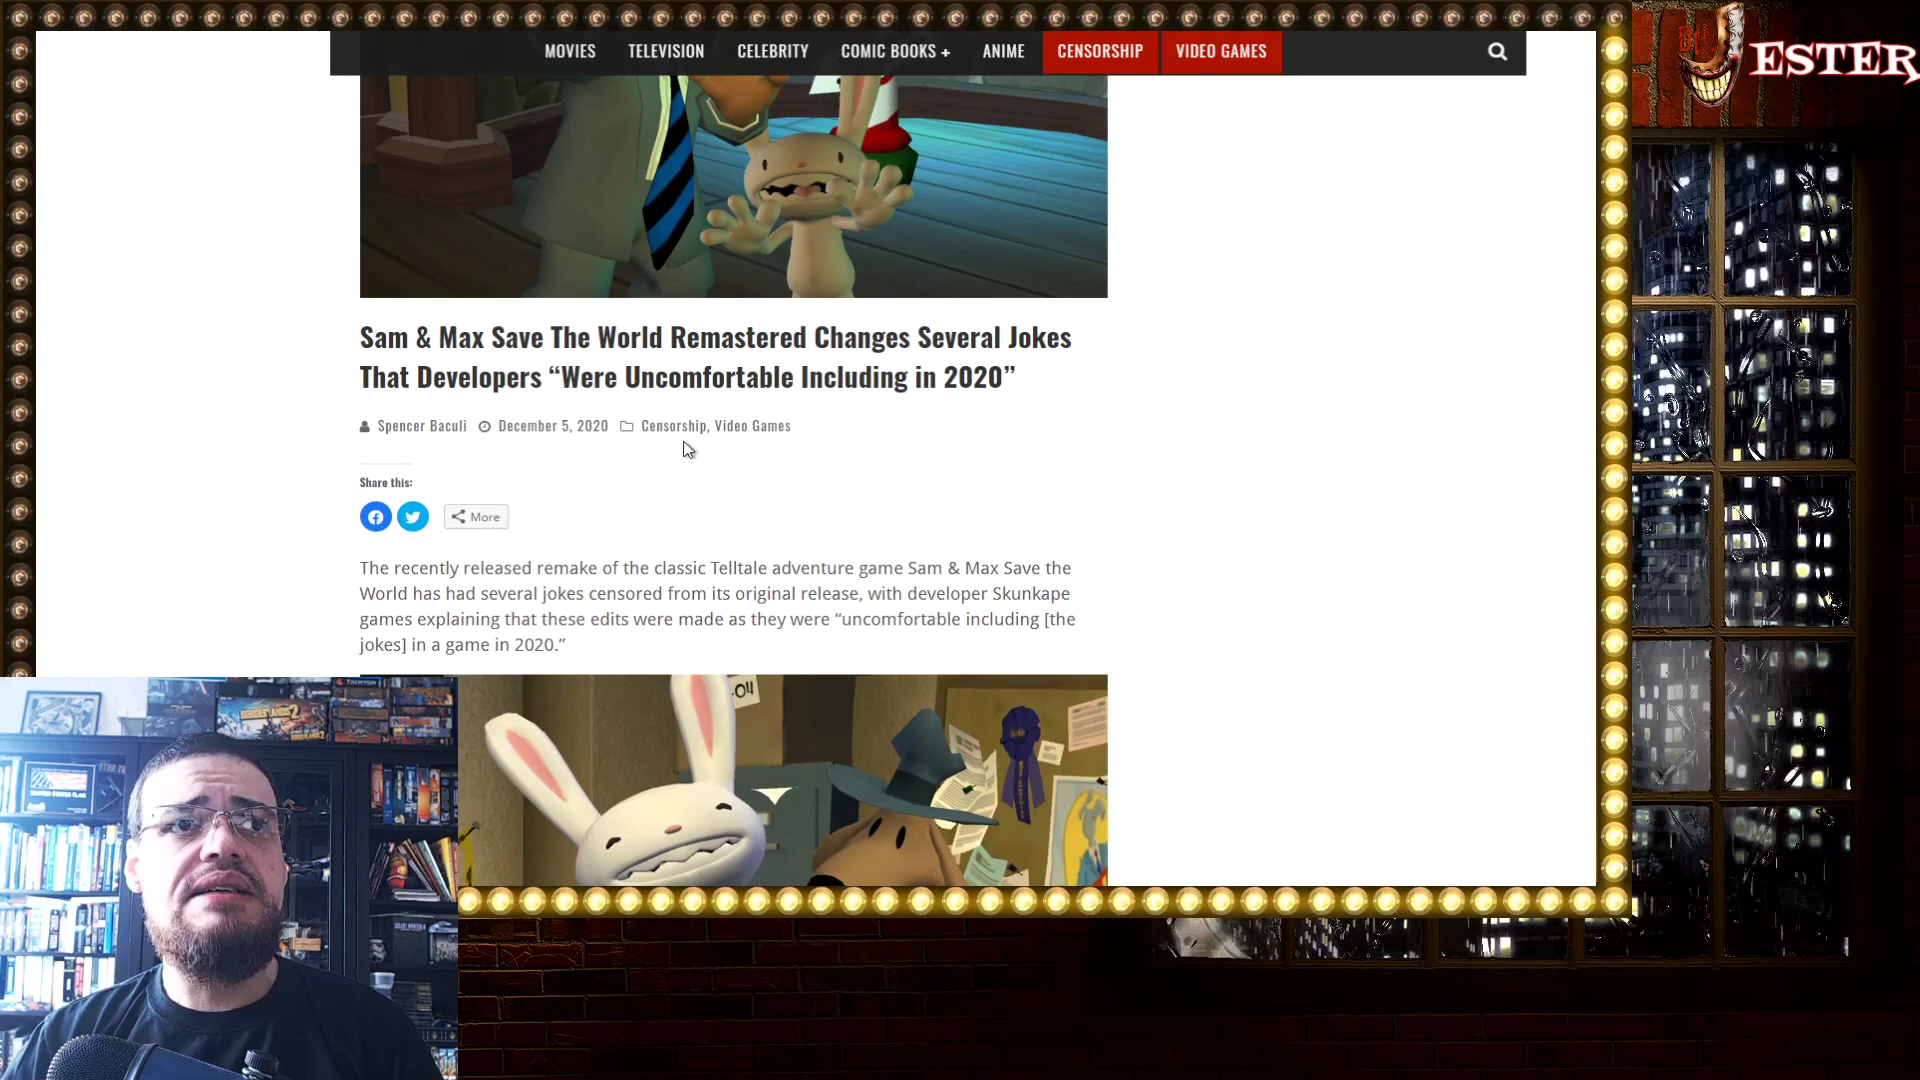 MOVIES TELEVISION CELEBRITY COMIC BOOKS + ANIME CENSORSHIP VIDEO GAMES
JESTER
Sam & Max Save The World Remastered Changes Several Jokes
That Developers “Were Uncomfortable Including in 2020”
Spencer Baculi December 5, 2020 Censorship, Video Games
Share this:
More
The recently released remake of the classic Telltale adventure game Sam & Max Save the
World has had several jokes censored from its original release, with developer Skunkape
games explaining that these edits were made as they were “uncomfortable including [the
jokes] in a game in 2020.”
-04
BORDERLANDS 2